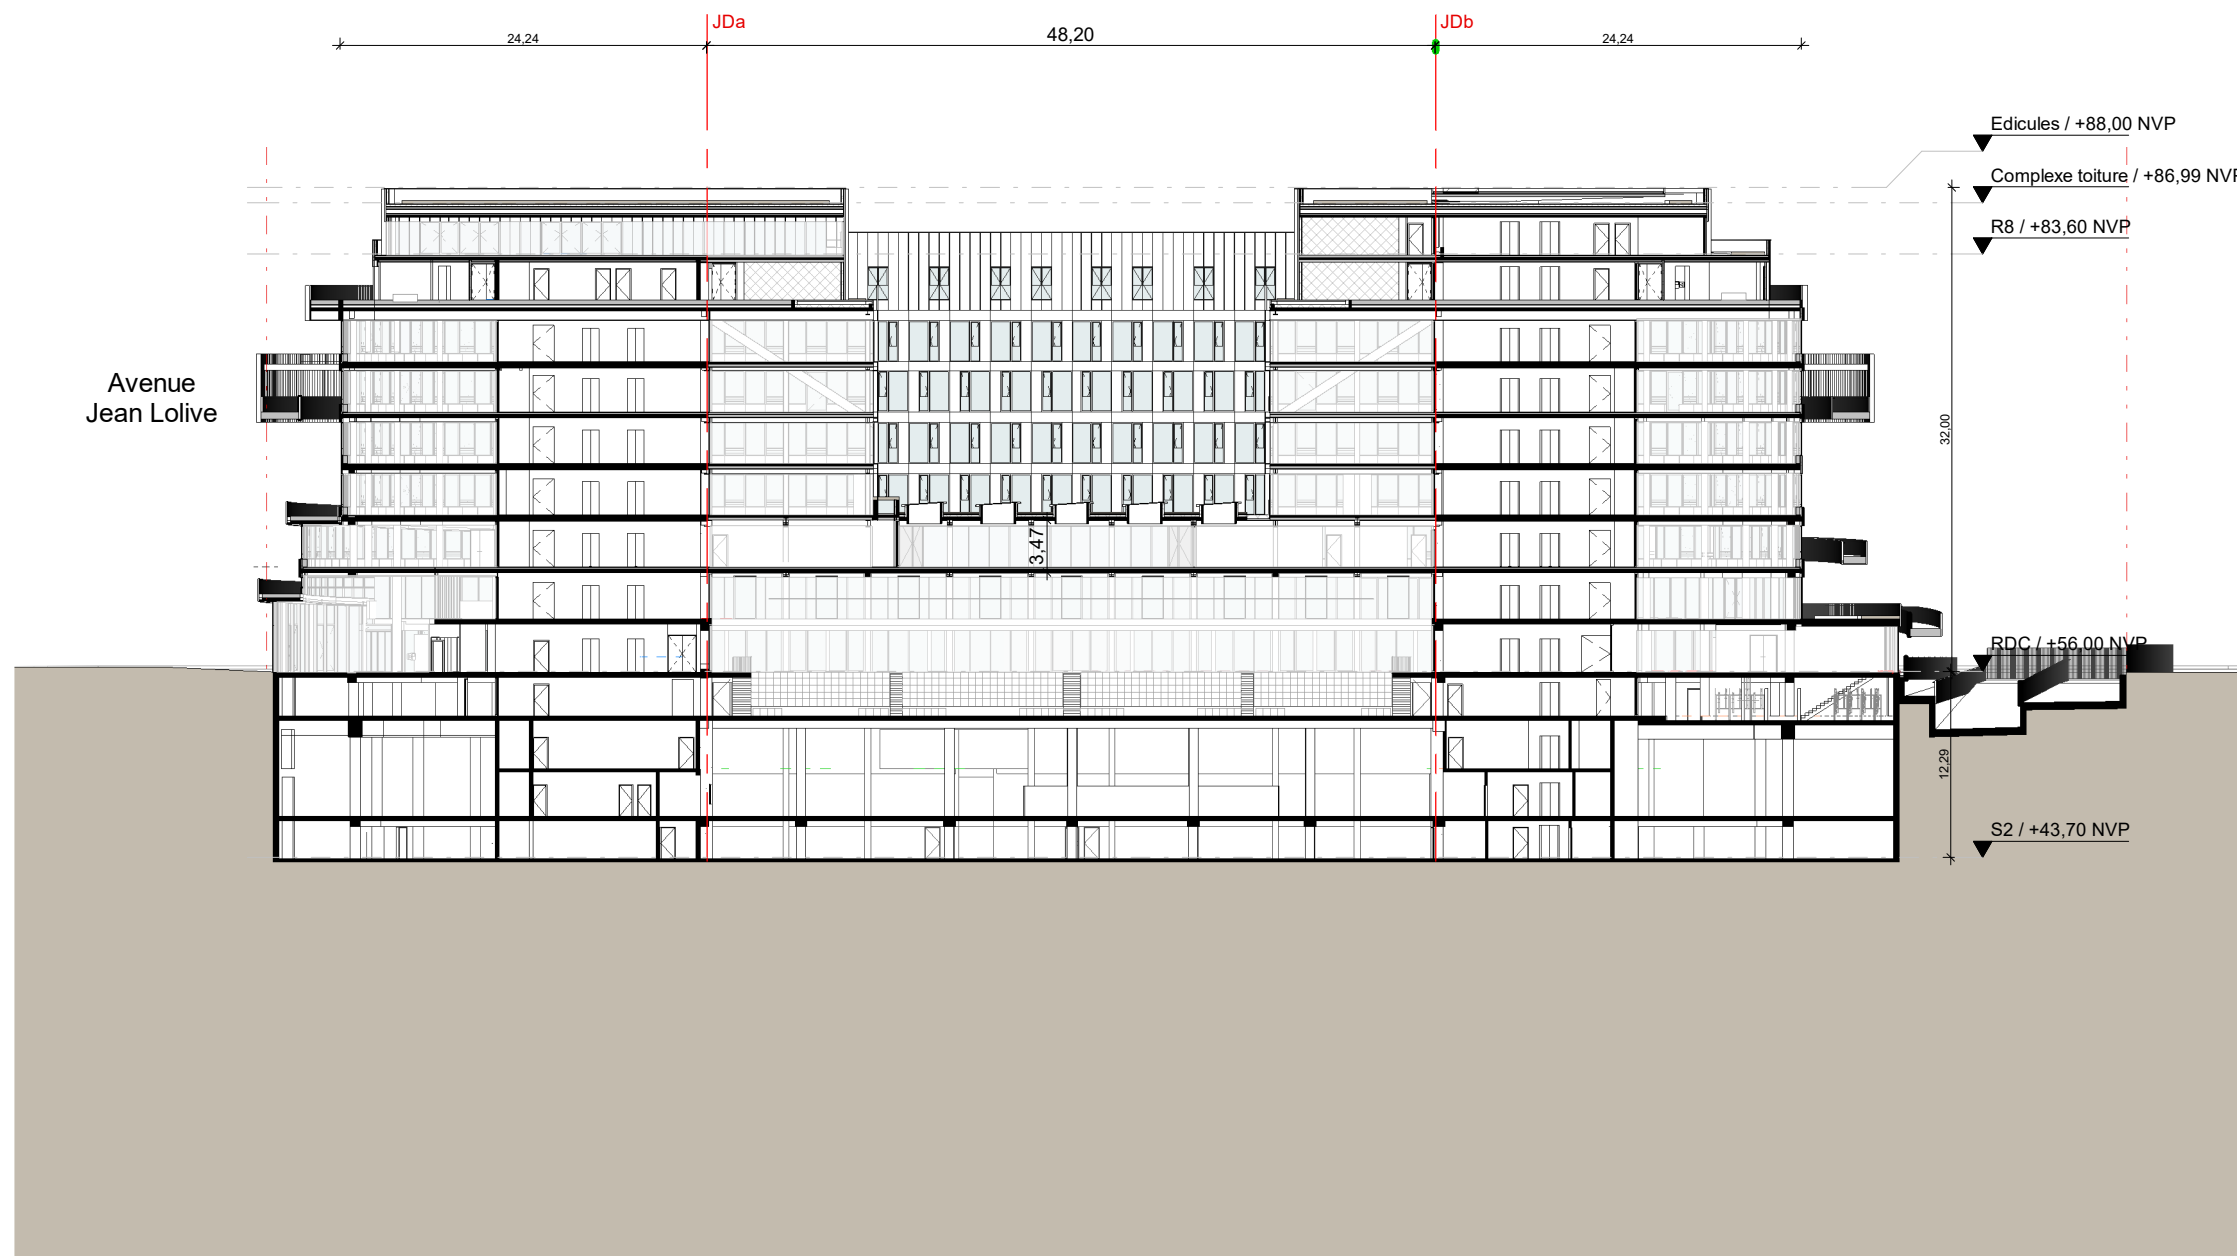 JDa
JDb
24,24
48,20
24,24
Edicules / +88,00 NVP
Complexe toiture / +86,99 NVP
R8 / +83,60 NVP
Avenue
Jean Lolive
32,00
3,47
RDC / +56,00 NVP
12,29
S2 / +43,70 NVP